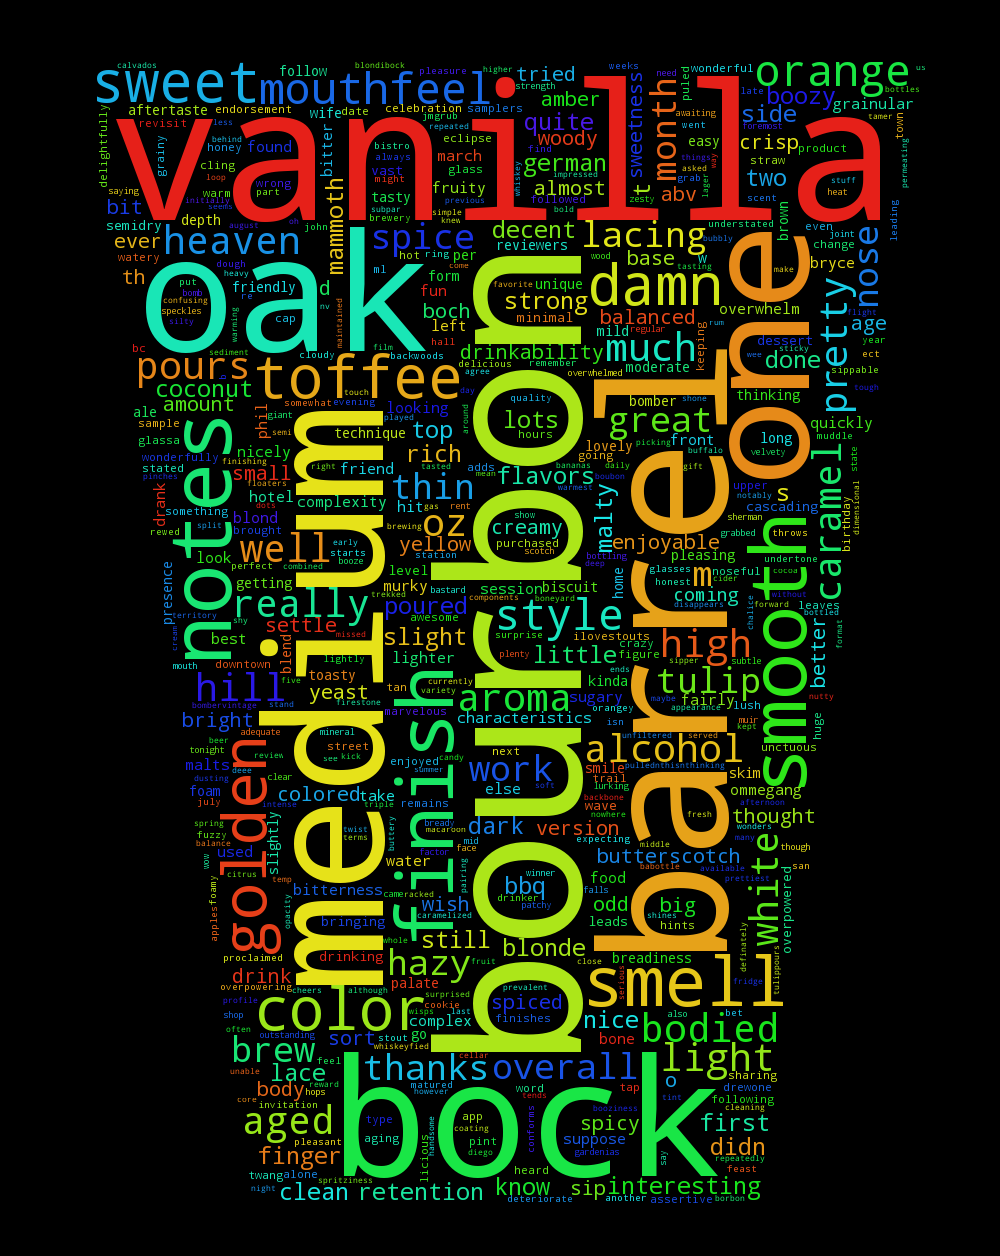 calvados
blondibock
pleasure
higher
wonderful
orange
us
sweet
mouthfeel
follow
tried
strength
need
puled
late
boozy
bottles
aftertaste
endorsement
wife
date
celebration
samplers
amber
sweetness
month
awaiting
side
foremost
grainular
tamer
town
revisit
less
jmgrub
repeated
quite
woody
went
easy
crisp
product
delightfully
vanilla
behind
honey
found
bitter
bistro
always
eclipse
find
german
things
asked
straw
permeating
grainy
cling
loop
wrong
part
vast
might
march
glass
whiskey
impressed
grab
way
two
stuff
heat
saying
initially
warm
tasty
fruity
previous
almost
followed
zesty
abv
lager
scent
bit
seems
depth
august
oh
john
mammoth
subpar
brewery
simple
knew
bold
decent
lacing
understated
brown
even
joint
leading
semidry
ever
heaven
spice
reviewers
base
w
bubbly
change
nose
watery
th
dough
heavy
hot
ring
per
come
wood
tasting
one
make
bryce
oak
put
bomb
confusing
speckles
silty
friendly
re
cap
d
ml
nv
form
fun
boch
left
favorite
unique
strong
minimal
damn
balanced
regular
overwhelm
age
flight
year
bc
sediment
warming
cloudy
maintained
film
backwoods
hall
drinkability
delicious
remember
mild
much
moderate
keeping
dessert
sticky
wee
done
ect
sippable
pours
toffee
touch
agree
day
overwhelmed
bourbon
barrel
pretty
tough
coconut
amount
somewhat
evening
played
looking
around
quality
lots
hours
bomber
great
shone
thinking
ale
sample
glassa
phil
giant
semi
technique
top
rich
lovely
going
picking
front
buffalo
long
velvety
quickly
muddle
notes
wonderfully
nicely
finishing
right
friend
adds
tasted
mean
flavors
bananas
daily
boubon
gift
upper
notably
stated
pinches
small
floaters
hotel
dots
complexity
thin
hit
gas
rent
warmest
malty
s
cascading
caramel
state
dimensional
birthday
drank
something
rewed
split
blond
brought
medium
oz
brewing
show
creamy
purchased
scotch
bottling
deep
enjoyable
sherman
grabbed
throws
look
perfect
combined
well
early
starts
booze
yellow
station
pleasing
undertone
presence
getting
level
murky
bastard
session
biscuit
home
glasses
honest
m
noseful
cider
cocoa
without
territory
shy
really
trekked
poured
components
boneyard
awesome
style
coming
disappears
forward
chalice
leaves
bottled
smooth
cream
best
settle
missed
slight
surprise
ilovestouts
crazy
high
better
format
mouth
downtown
blend
lightly
toasty
lighter
plenty
little
figure
ends
sipper
subtle
hill
five
tan
currently
variety
kinda
tulip
nutty
bombervintage
stand
yeast
firestone
marvelous
aroma
sugary
maybe
fairly
appearance
lush
huge
bright
adequate
mineral
characteristics
orangey
isn
unfiltered
served
muir
kept
beer
tonight
golden
review
street
see
kick
enjoyed
finish
next
alcohol
unctuous
malts
deee
dusting
clear
summer
candy
work
smile
pullednthisnthinking
skim
foam
july
intense
colored
take
triple
remains
else
soft
trail
lurking
backbone
ommegang
afternoon
spring
fuzzy
balance
slightly
twist
terms
buttery
bready
macaroon
dark
version
wave
nowhere
fresh
thought
wonders
many
wow
used
citrus
factor
mid
face
expecting
middle
butterscotch
white
though
san
available
prettiest
temp
water
pairing
winner
bbq
drinker
patchy
food
falls
babottle
foamy
apples
opacity
bitterness
bringing
cameracked
caramelized
wish
odd
leads
big
shines
hints
overpowered
whole
still
blonde
close
definately
proclaimed
drinking
hazy
fruit
breadiness
drink
overpowering
cheers
although
palate
prevalent
smell
serious
fridge
tulippours
profile
shop
color
surprised
cookie
wisps
last
spiced
finishes
nice
also
bet
often
outstanding
sort
stout
complex
go
whiskeyfied
bone
bodied
brew
feel
cellar
unable
lace
thanks
overall
light
sharing
core
body
reward
hops
matured
however
word
tends
tap
o
tint
drewone
cleaning
following
invitation
aged
pleasant
bock
type
aging
app
coating
pint
diego
conforms
booziness
spicy
suppose
gardenias
first
didn
finger
twang
alone
spritziness
handsome
licious
heard
say
repeatedly
feast
night
clean
retention
know
deteriorate
sip
another
interesting
assertive
borbon